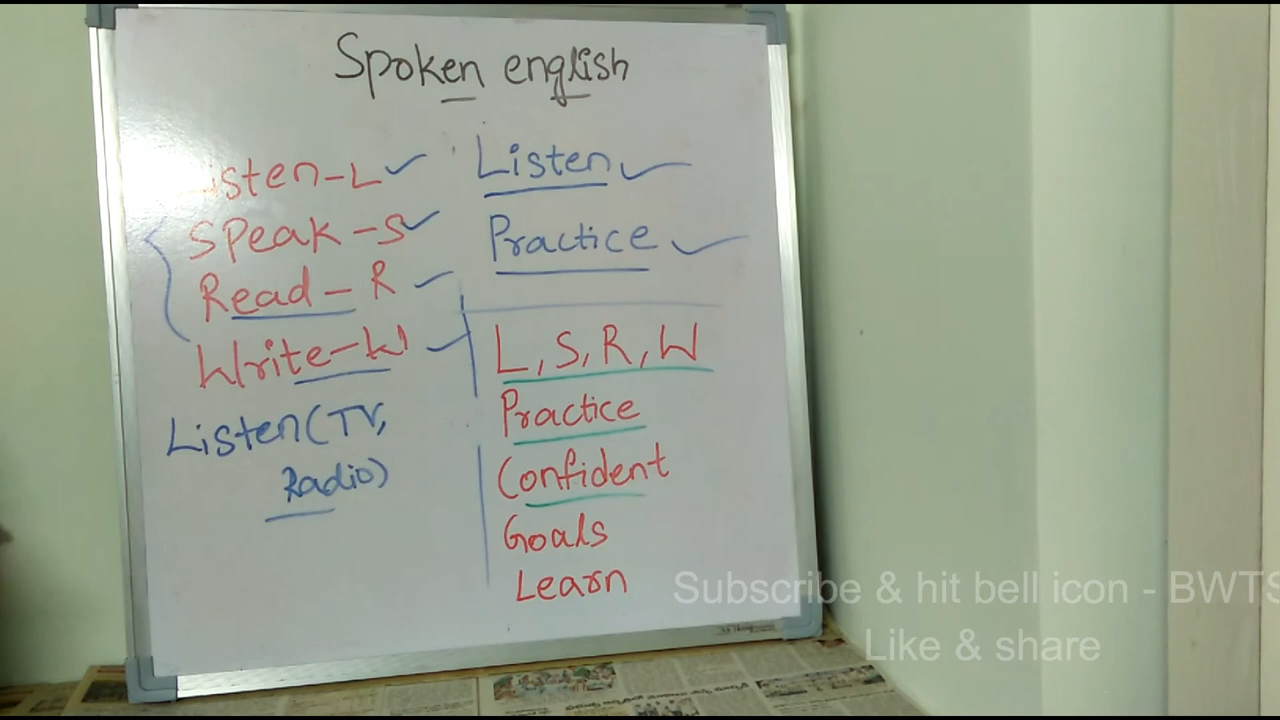 Spoken english
isten-L
Speak-S
Read-R
Write-W
Listen(TV,
Radio)
Listen
Practice
L, S, R, W
Practice
Confident
Goals
Learn
Subscribe & hit bell icon - BWTS
Like & share